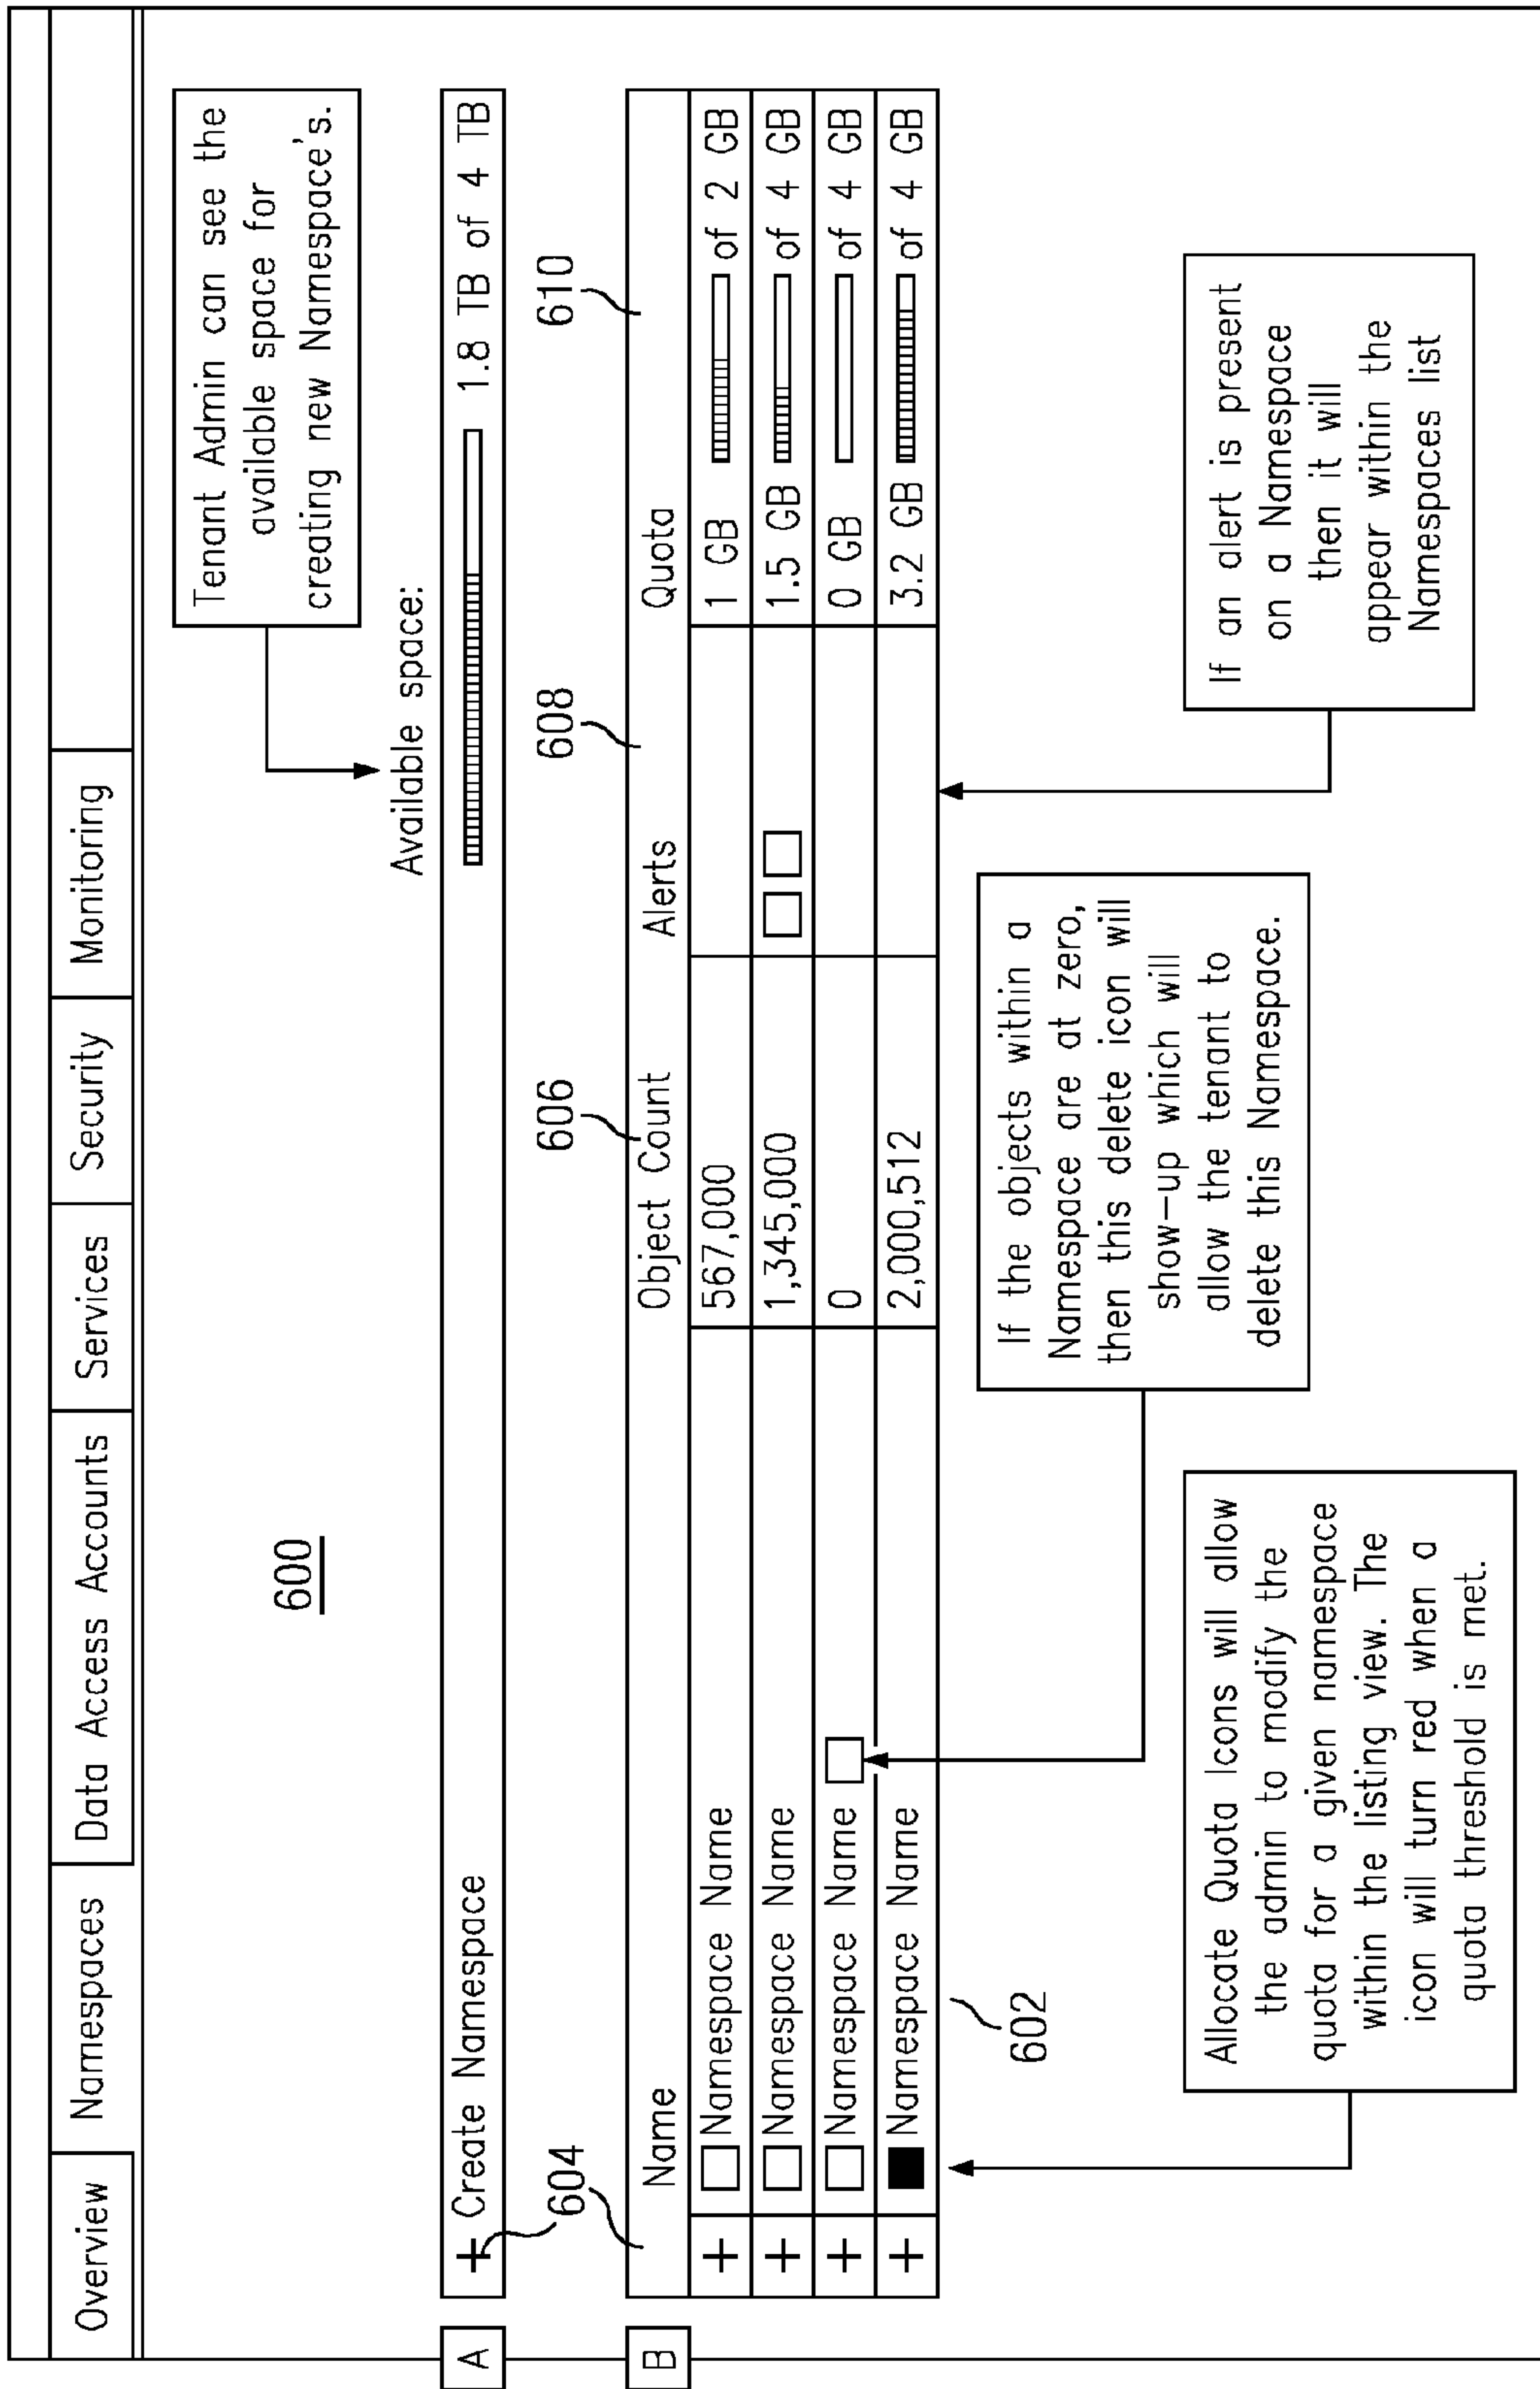 Overview Namespaces Data Access Accounts Services Security Monitoring
600
Tenant Admin can see the
available space for
creating new Namespace's.
Available space:
A + Create Namespace 1.8 TB of 4 TB
604 606 608 610
B Name Object Count Alerts Quota
+ Namespace Name 567,000 1 GB of 2 GB
+ Namespace Name 1,345,000 1.5 GB of 4 GB
+ Namespace Name 0 0 GB of 4 GB
+ Namespace Name 2,000,512 3.2 GB of 4 GB
602
If the objects within a
Namespace are at zero,
then this delete icon will
show-up which will
allow the tenant to
delete this Namespace.
Allocate Quota Icons will allow
the admin to modify the
quota for a given namespace
within the listing view. The
icon will turn red when a
quota threshold is met.
If an alert is present
on a Namespace
then it will
appear within the
Namespaces list